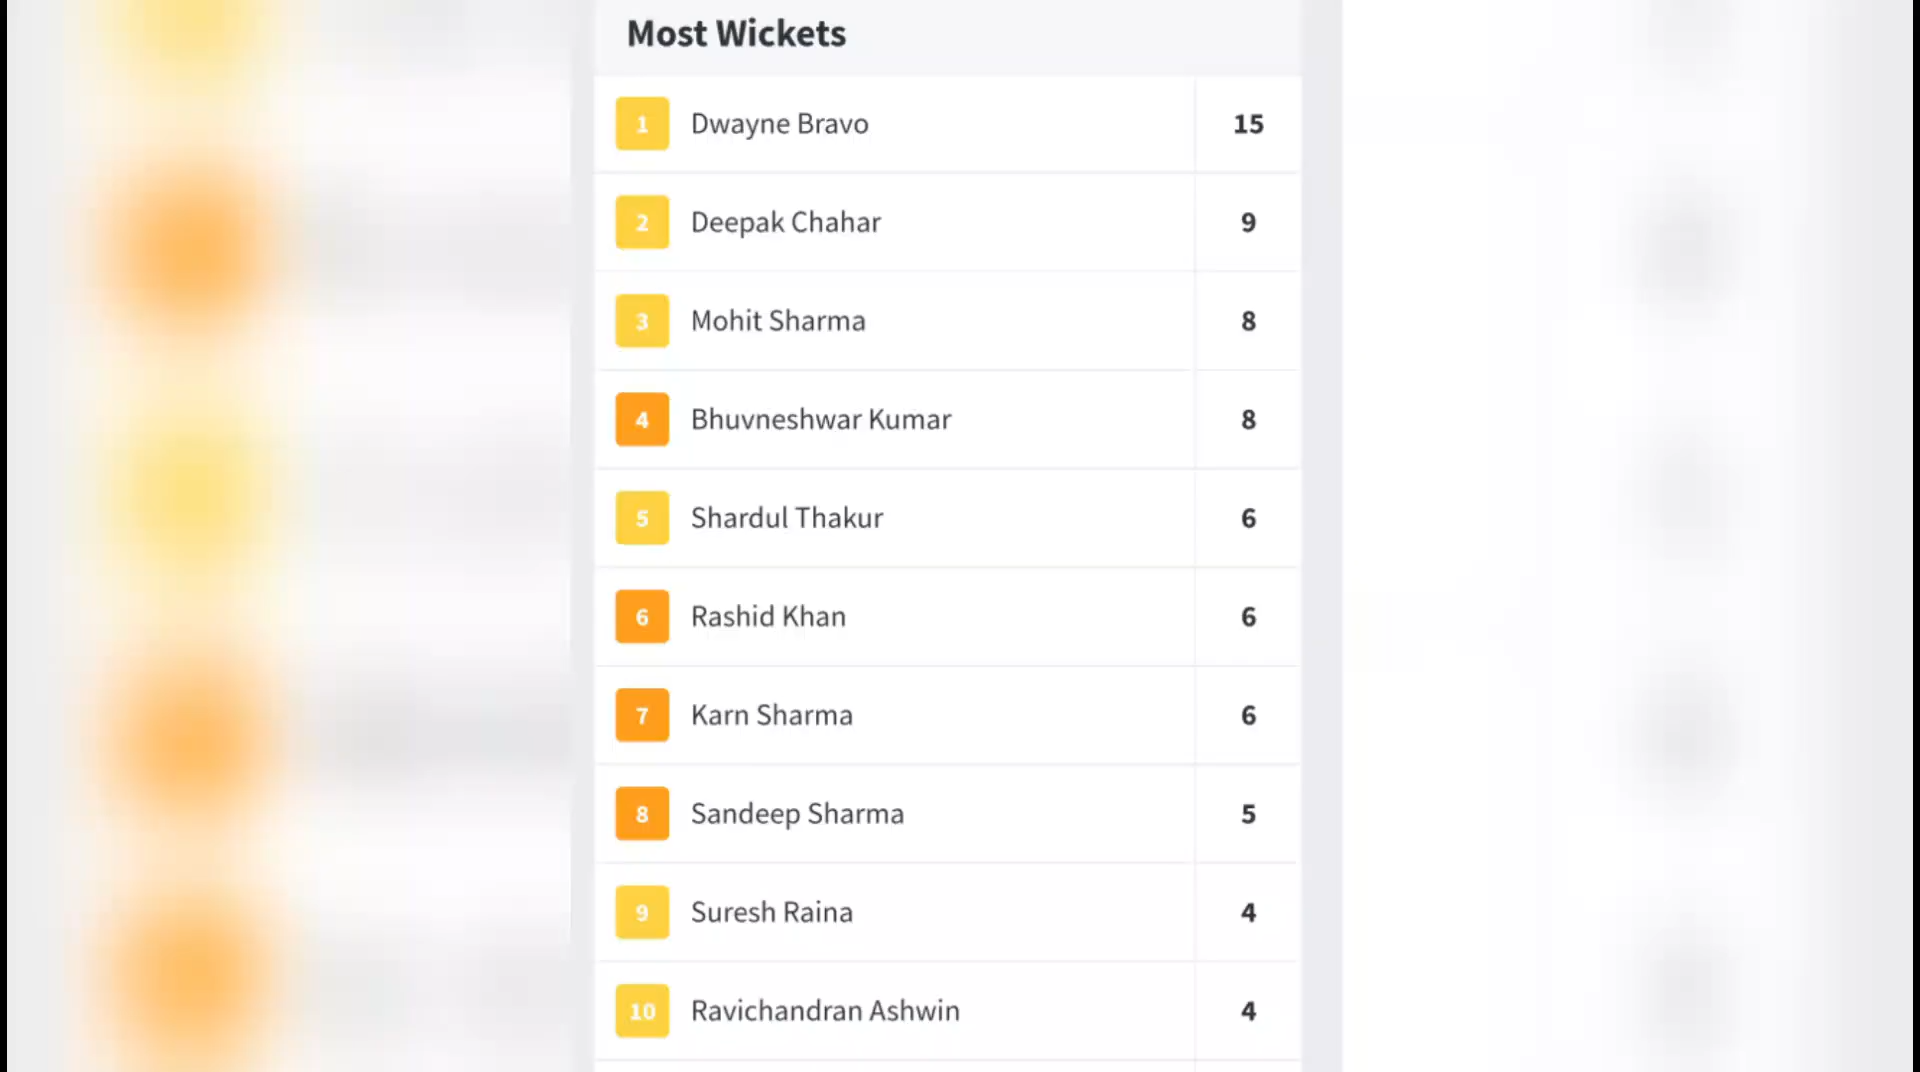 Most Wickets
1 Dwayne Bravo 15
2 Deepak Chahar 9
3 Mohit Sharma 8
4 Bhuvneshwar Kumar 8
5 Shardul Thakur 6
6 Rashid Khan 6
7 Karn Sharma 6
8 Sandeep Sharma 5
9 Suresh Raina 4
10 Ravichandran Ashwin 4